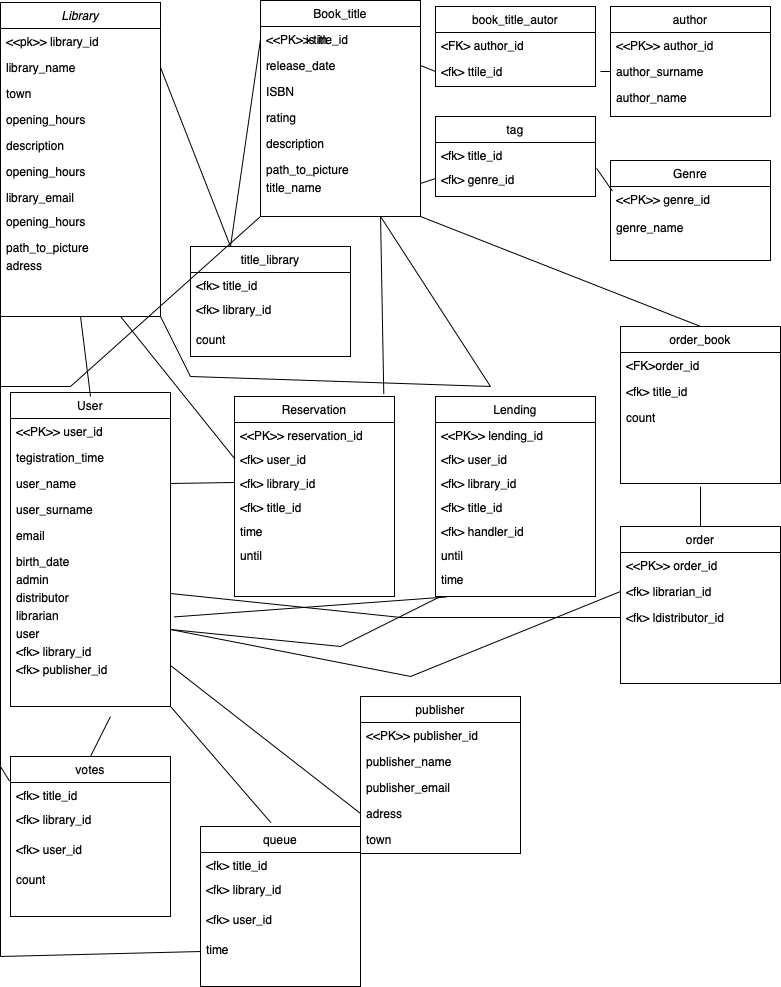 Library
<<pk>> library_id
library_name
town
opening_hours
description
opening_hours
library_email
opening_hours
path_to_picture
adress
Book_title
<<PK>> title_id
release_date
ISBN
rating
description
path_to_picture
title_name
book_title_autor
<FK> author_id
<fk> ttile_id
author
<<PK>> author_id
author_surname
author_name
tag
<fk> title_id
<fk> genre_id
Genre
<<PK>> genre_id
genre_name
title_library
<fk> title_id
<fk> library_id
count
order_book
<FK>order_id
<fk> title_id
count
User
<<PK>> user_id
tegistration_time
user_name
user_surname
email
birth_date
admin
distributor
librarian
user
<fk> library_id
<fk> publisher_id
Reservation
<<PK>> reservation_id
<fk> user_id
<fk> library_id
<fk> title_id
time
until
Lending
<<PK>> lending_id
<fk> user_id
<fk> library_id
<fk> title_id
<fk> handler_id
until
time
order
<<PK>> order_id
<fk> librarian_id
<fk> ldistributor_id
publisher
<<PK>> publisher_id
publisher_name
publisher_email
adress
town
votes
<fk> title_id
<fk> library_id
<fk> user_id
count
queue
<fk> title_id
<fk> library_id
<fk> user_id
time